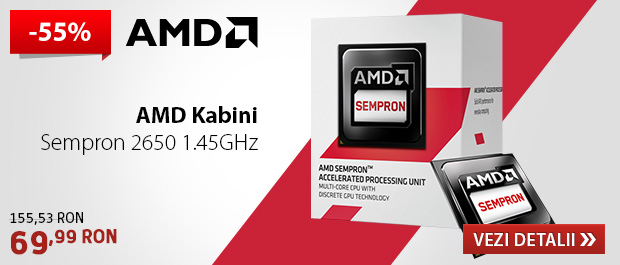 -55%
AMD
AMD Kabini
Sempron 2650 1.45GHz
155,53 RON
69,99 RON
AMD
SEMPRON
AMD SEMPRON™
ACCELERATED PROCESSING UNIT
MULTI-CORE CPU WITH
DISCRETE GPU TECHNOLOGY
AMD
SEMPRON
VEZI DETALII »